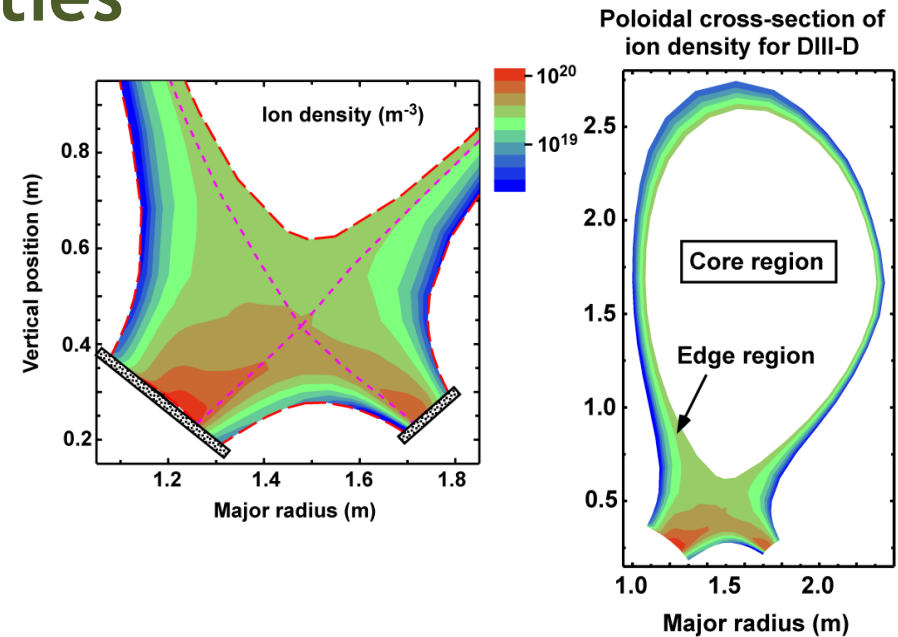 ties
Poloidal cross-section of
ion density for DIII-D
Ion density (m-3)
10²⁰
10¹⁹
0.8
0.6
0.4
0.2
Vertical position (m)
1.2
1.4
1.6
1.8
Major radius (m)
2.5
2.0
1.5
1.0
0.5
Core region
Edge region
1.0
1.5
2.0
Major radius (m)